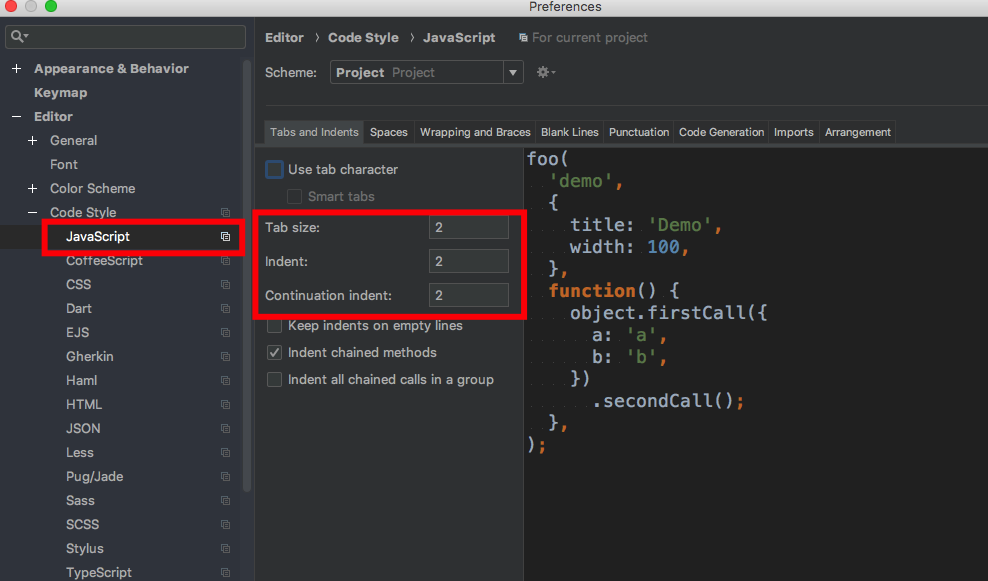 Preferences
Editor › Code Style › JavaScript For current project
Scheme: Project Project
Appearance & Behavior
Keymap
Editor
General
Font
Color Scheme
Code Style
JavaScript
CoffeeScript
CSS
Dart
EJS
Gherkin
Haml
HTML
JSON
Less
Pug/Jade
Sass
SCSS
Stylus
TypeScript
Tabs and Indents Spaces Wrapping and Braces Blank Lines Punctuation Code Generation Imports Arrangement
Use tab character
Smart tabs
Tab size: 2
Indent: 2
Continuation indent: 2
Keep indents on empty lines
Indent chained methods
Indent all chained calls in a group
foo(
  'demo',
  {
    title: 'Demo',
    width: 100,
  },
  function() {
    object.firstCall({
      a: 'a',
      b: 'b',
    })
      .secondCall();
  },
);